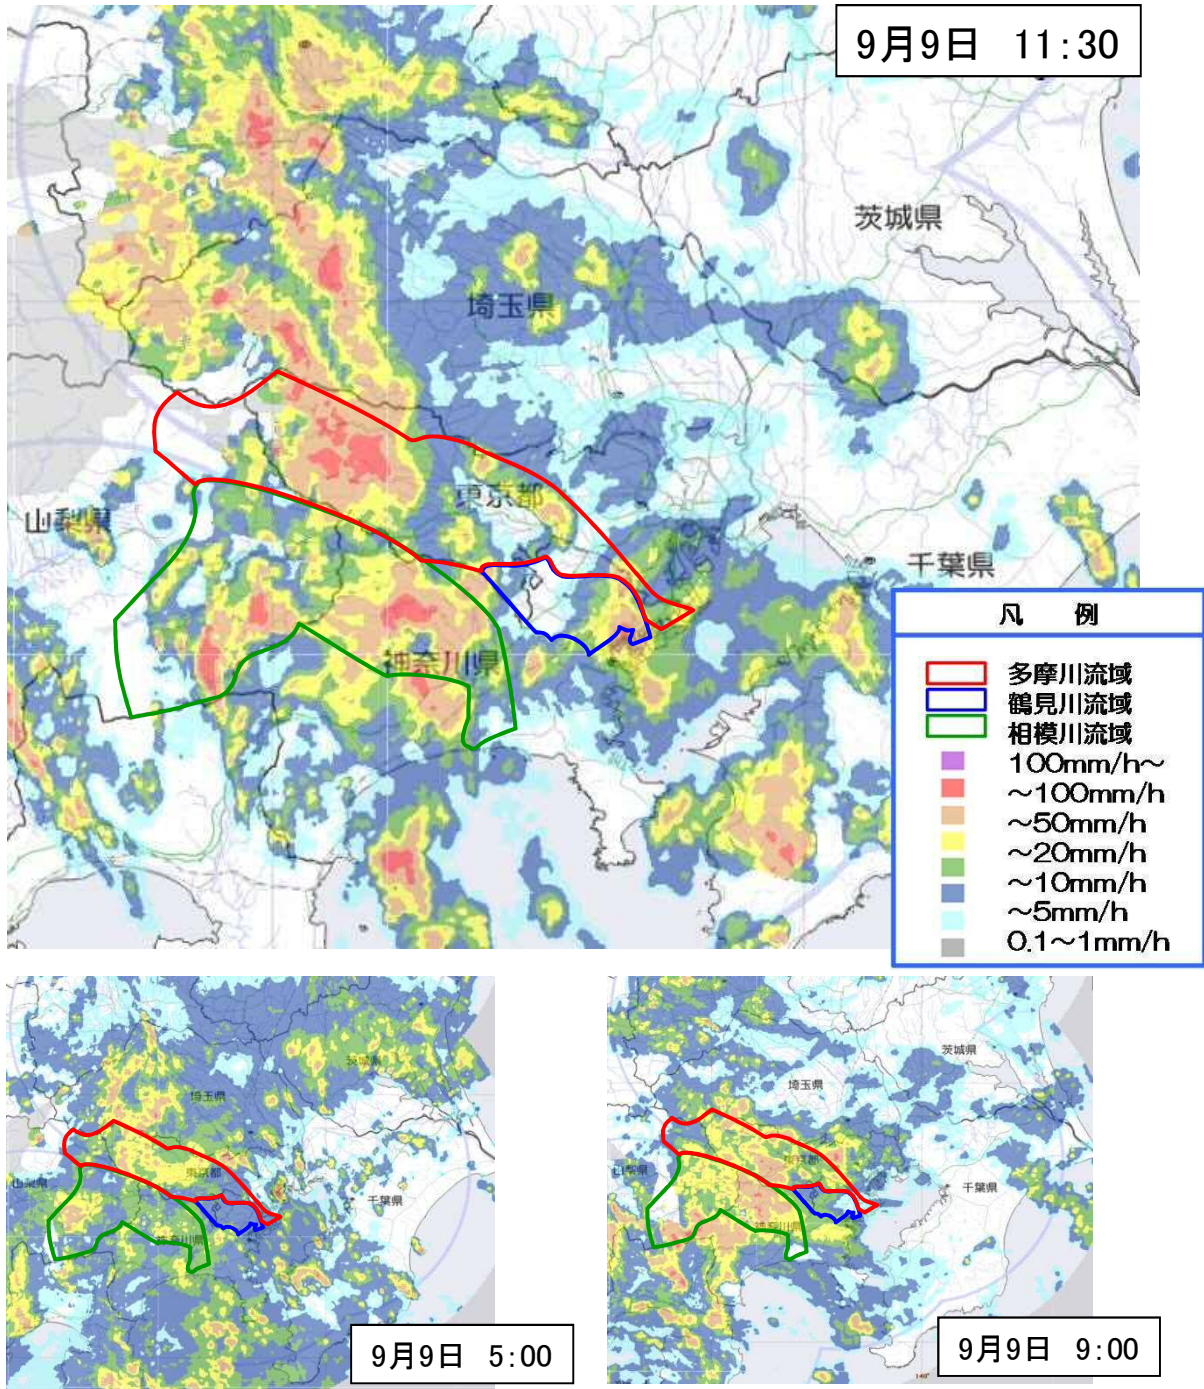 9月9日 11:30
茨城県
埼玉県
東京都
山梨県
千葉県
神奈川県
凡 例
多摩川流域
鶴見川流域
相模川流域
100mm/h～
～100mm/h
～50mm/h
～20mm/h
～10mm/h
～5mm/h
0.1～1mm/h
茨城県
埼玉県
東京都
山梨県
千葉県
神奈川県
9月9日 5:00
茨城県
埼玉県
東京都
山梨県
千葉県
神奈川県
9月9日 9:00
140°